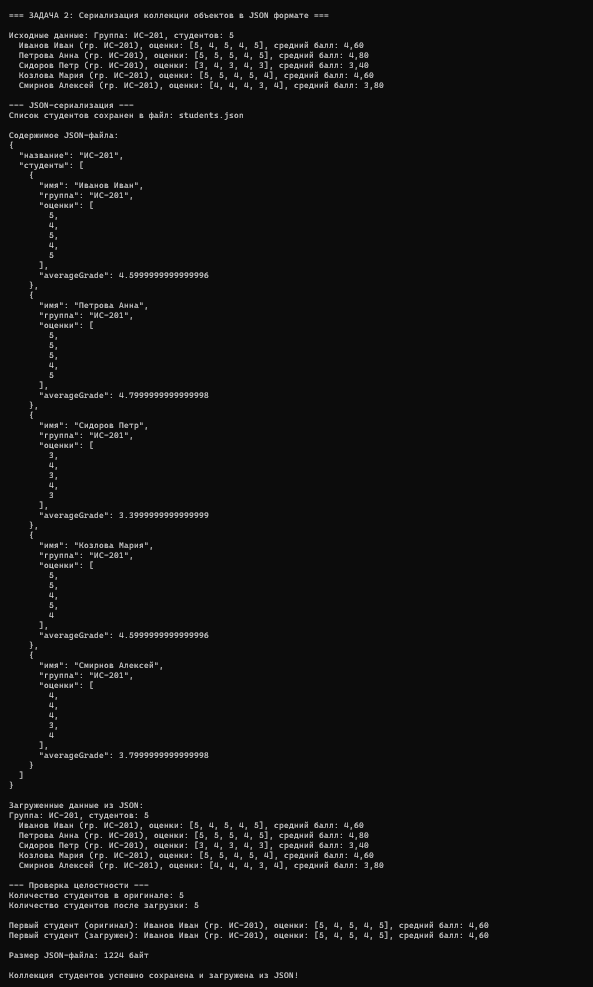 === ЗАДАЧА 2: Сериализация коллекции объектов в JSON формате ===
Исходные данные: Группа: ИС-201, студентов: 5
Иванов Иван (гр. ИС-201), оценки: [5, 4, 5, 4, 5], средний балл: 4,60
Петрова Анна (гр. ИС-201), оценки: [5, 5, 5, 4, 5], средний балл: 4,80
Сидоров Петр (гр. ИС-201), оценки: [3, 4, 3, 4, 3], средний балл: 3,40
Козлова Мария (гр. ИС-201), оценки: [5, 5, 4, 5, 4], средний балл: 4,60
Смирнов Алексей (гр. ИС-201), оценки: [4, 4, 4, 3, 4], средний балл: 3,80
--- JSON-сериализация ---
Список студентов сохранен в файл: students.json
Содержимое JSON-файла:
{
"название": "ИС-201",
"студенты": [
{
"имя": "Иванов Иван",
"группа": "ИС-201",
"оценки": [
5,
4,
5,
4,
5
],
"averageGrade": 4.5999999999999996
},
{
"имя": "Петрова Анна",
"группа": "ИС-201",
"оценки": [
5,
5,
5,
4,
5
],
"averageGrade": 4.7999999999999998
},
{
"имя": "Сидоров Петр",
"группа": "ИС-201",
"оценки": [
3,
4,
3,
4,
3
],
"averageGrade": 3.3999999999999999
},
{
"имя": "Козлова Мария",
"группа": "ИС-201",
"оценки": [
5,
5,
4,
5,
4
],
"averageGrade": 4.5999999999999996
},
{
"имя": "Смирнов Алексей",
"группа": "ИС-201",
"оценки": [
4,
4,
4,
3,
4
],
"averageGrade": 3.7999999999999998
}
]
}
Загруженные данные из JSON:
Группа: ИС-201, студентов: 5
Иванов Иван (гр. ИС-201), оценки: [5, 4, 5, 4, 5], средний балл: 4,60
Петрова Анна (гр. ИС-201), оценки: [5, 5, 5, 4, 5], средний балл: 4,80
Сидоров Петр (гр. ИС-201), оценки: [3, 4, 3, 4, 3], средний балл: 3,40
Козлова Мария (гр. ИС-201), оценки: [5, 5, 4, 5, 4], средний балл: 4,60
Смирнов Алексей (гр. ИС-201), оценки: [4, 4, 4, 3, 4], средний балл: 3,80
--- Проверка целостности ---
Количество студентов в оригинале: 5
Количество студентов после загрузки: 5
Первый студент (оригинал): Иванов Иван (гр. ИС-201), оценки: [5, 4, 5, 4, 5], средний балл: 4,60
Первый студент (загружен): Иванов Иван (гр. ИС-201), оценки: [5, 4, 5, 4, 5], средний балл: 4,60
Размер JSON-файла: 1224 байт
Коллекция студентов успешно сохранена и загружена из JSON!